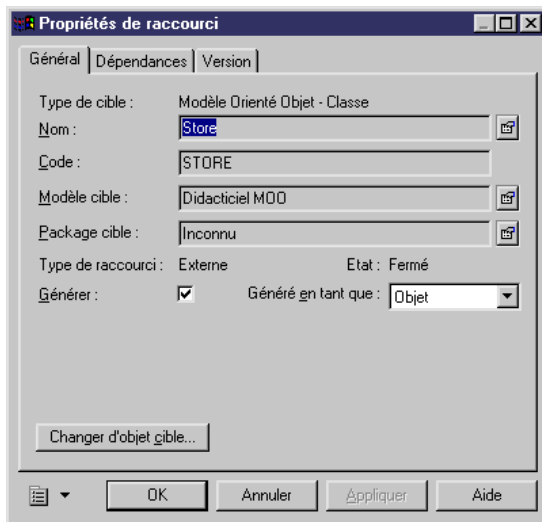 Propriétés de raccourci
Général Dépendances Version
Type de cible : Modèle Orienté Objet - Classe
Nom : Store
Code : STORE
Modèle cible : Didacticiel MOO
Package cible : Inconnu
Type de raccourci : Externe Etat : Fermé
Générer : Généré en tant que : Objet
Changer d'objet cible...
OK Annuler Appliquer Aide